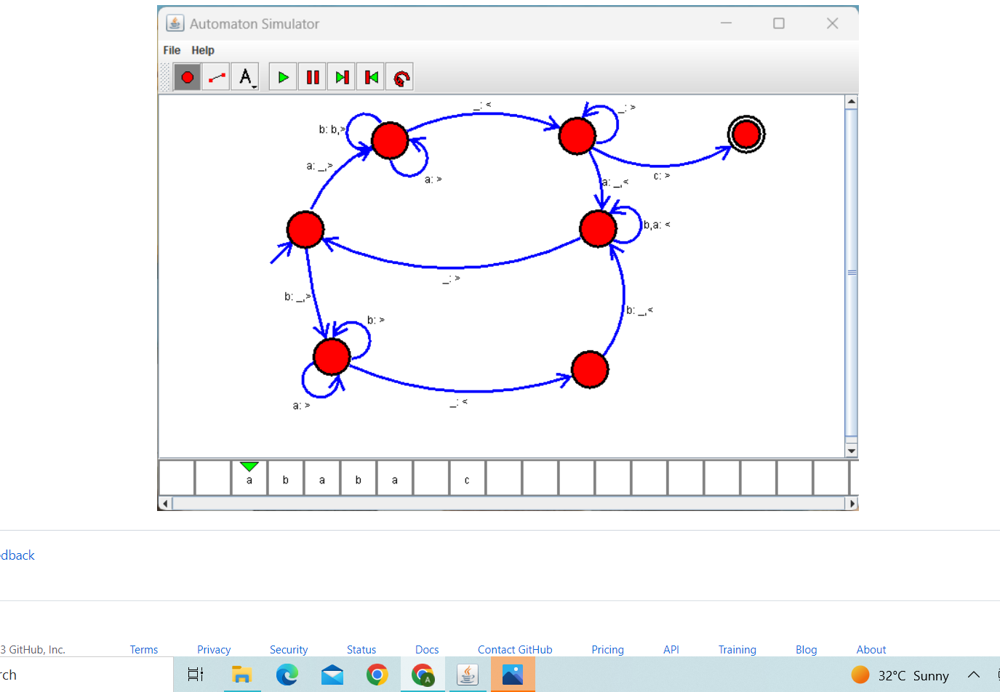 Automaton Simulator
File Help
A
_: <
_: >
b: b,>
a: _,>
a: >
c: >
a: _,<
b,a: <
_: >
b: _,>
b: _,<
b: >
_: <
a: >
a b a b a c
edback
3 GitHub, Inc. Terms Privacy Security Status Docs Contact GitHub Pricing API Training Blog About
rch
A
32°C Sunny